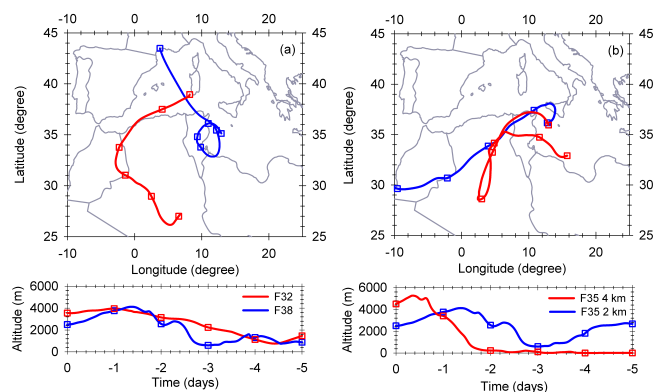 -10 0 10 20 -10 0 10 20
45 45 45 45
(a) (b)
40 40 40 40
35 35 35 35
30 30 30 30
25 25 25 25
-10 0 10 20 -10 0 10 20
Latitude (degree) Latitude (degree)
Longitude (degree) Longitude (degree)
6000 6000
4000 4000
2000 2000
0 0
Altitude (m) Altitude (m)
F32
F38
F35 4 km
F35 2 km
0 -1 -2 -3 -4 -5 0 -1 -2 -3 -4 -5
Time (days) Time (days)